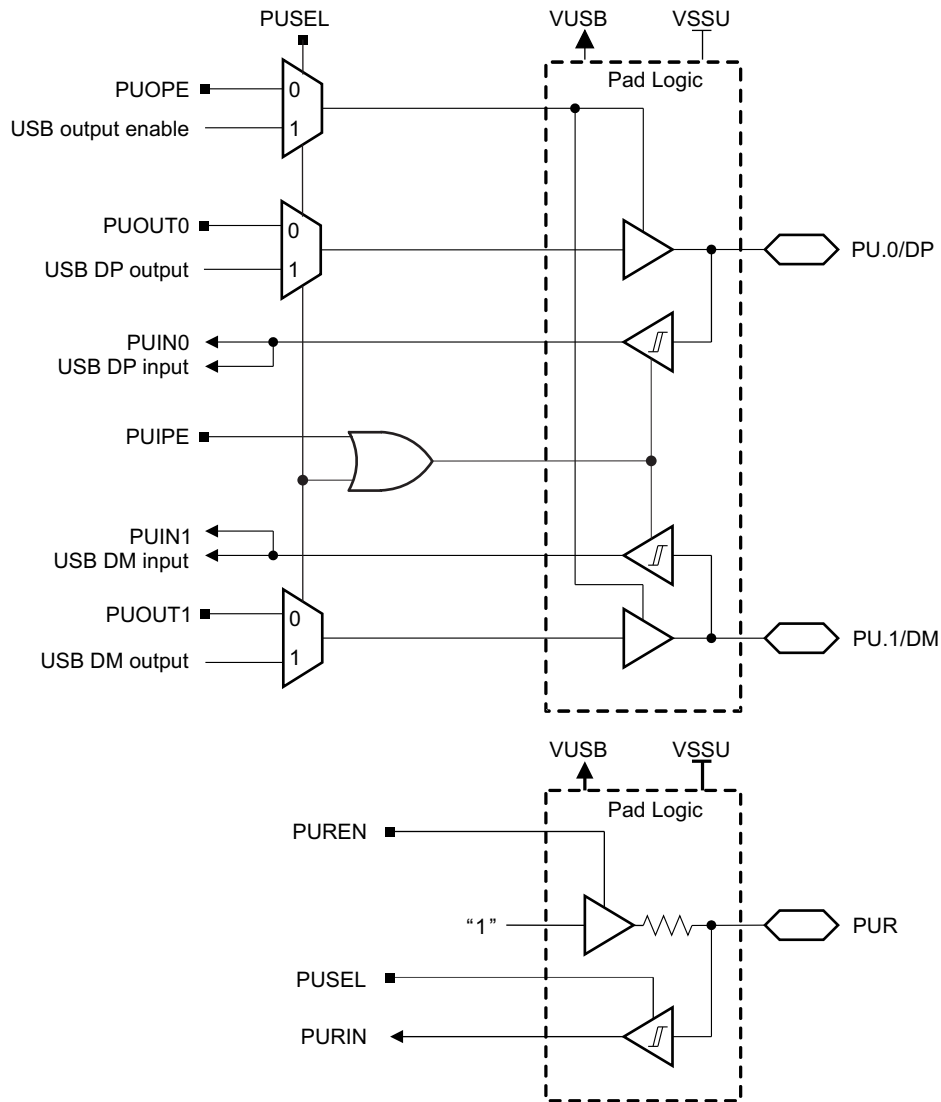 PUSEL
VUSB
VSSU
Pad Logic
PUOPE
0
USB output enable
1
PUOUT0
0
USB DP output
1
PU.0/DP
PUIN0
USB DP input
PUIPE
PUIN1
USB DM input
PUOUT1
0
USB DM output
1
PU.1/DM
VUSB
VSSU
Pad Logic
PUREN
“1”
PUR
PUSEL
PURIN